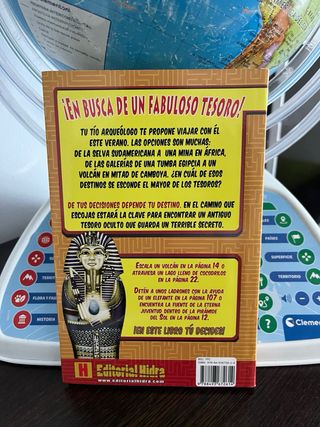 ¡EN BUSCA DE UN FABULOSO TESORO!
TU TÍO ARQUEÓLOGO TE PROPONE VIAJAR CON ÉL
ESTE VERANO. LAS OPCIONES SON MUCHAS:
DE LA SELVA SUDAMERICANA A UNA MINA EN ÁFRICA,
DE LAS GALERÍAS DE UNA TUMBA EGIPCIA A UN
VOLCÁN EN MITAD DE CAMBOYA. ¿EN CUÁL DE ESOS
DESTINOS SE ESCONDE EL MAYOR DE LOS TESOROS?
DE TUS DECISIONES DEPENDE TU DESTINO. EN EL CAMINO QUE
ESCOJAS ESTARÁ LA CLAVE PARA ENCONTRAR UN ANTIGUO
TESORO OCULTO QUE GUARDA UN TERRIBLE SECRETO.
ESCALA UN VOLCÁN EN LA PÁGINA 14 O
ATRAVIESA UN LAGO LLENO DE COCODRILOS
EN LA PÁGINA 22.
DETÉN A UNOS LADRONES CON LA AYUDA
DE UN ELEFANTE EN LA PÁGINA 107 O
ENCUENTRA LA FUENTE DE LA ETERNA
JUVENTUD DENTRO DE LA PIRÁMIDE
DEL SOL EN LA PÁGINA 12.
¡EN ESTE LIBRO TÚ DECIDES!
H Editorial Hidra
www.editorialhidra.com
FLORA Y FAUNA
PAÍS
SUPERFICIE
TERRITORIO
Clemen